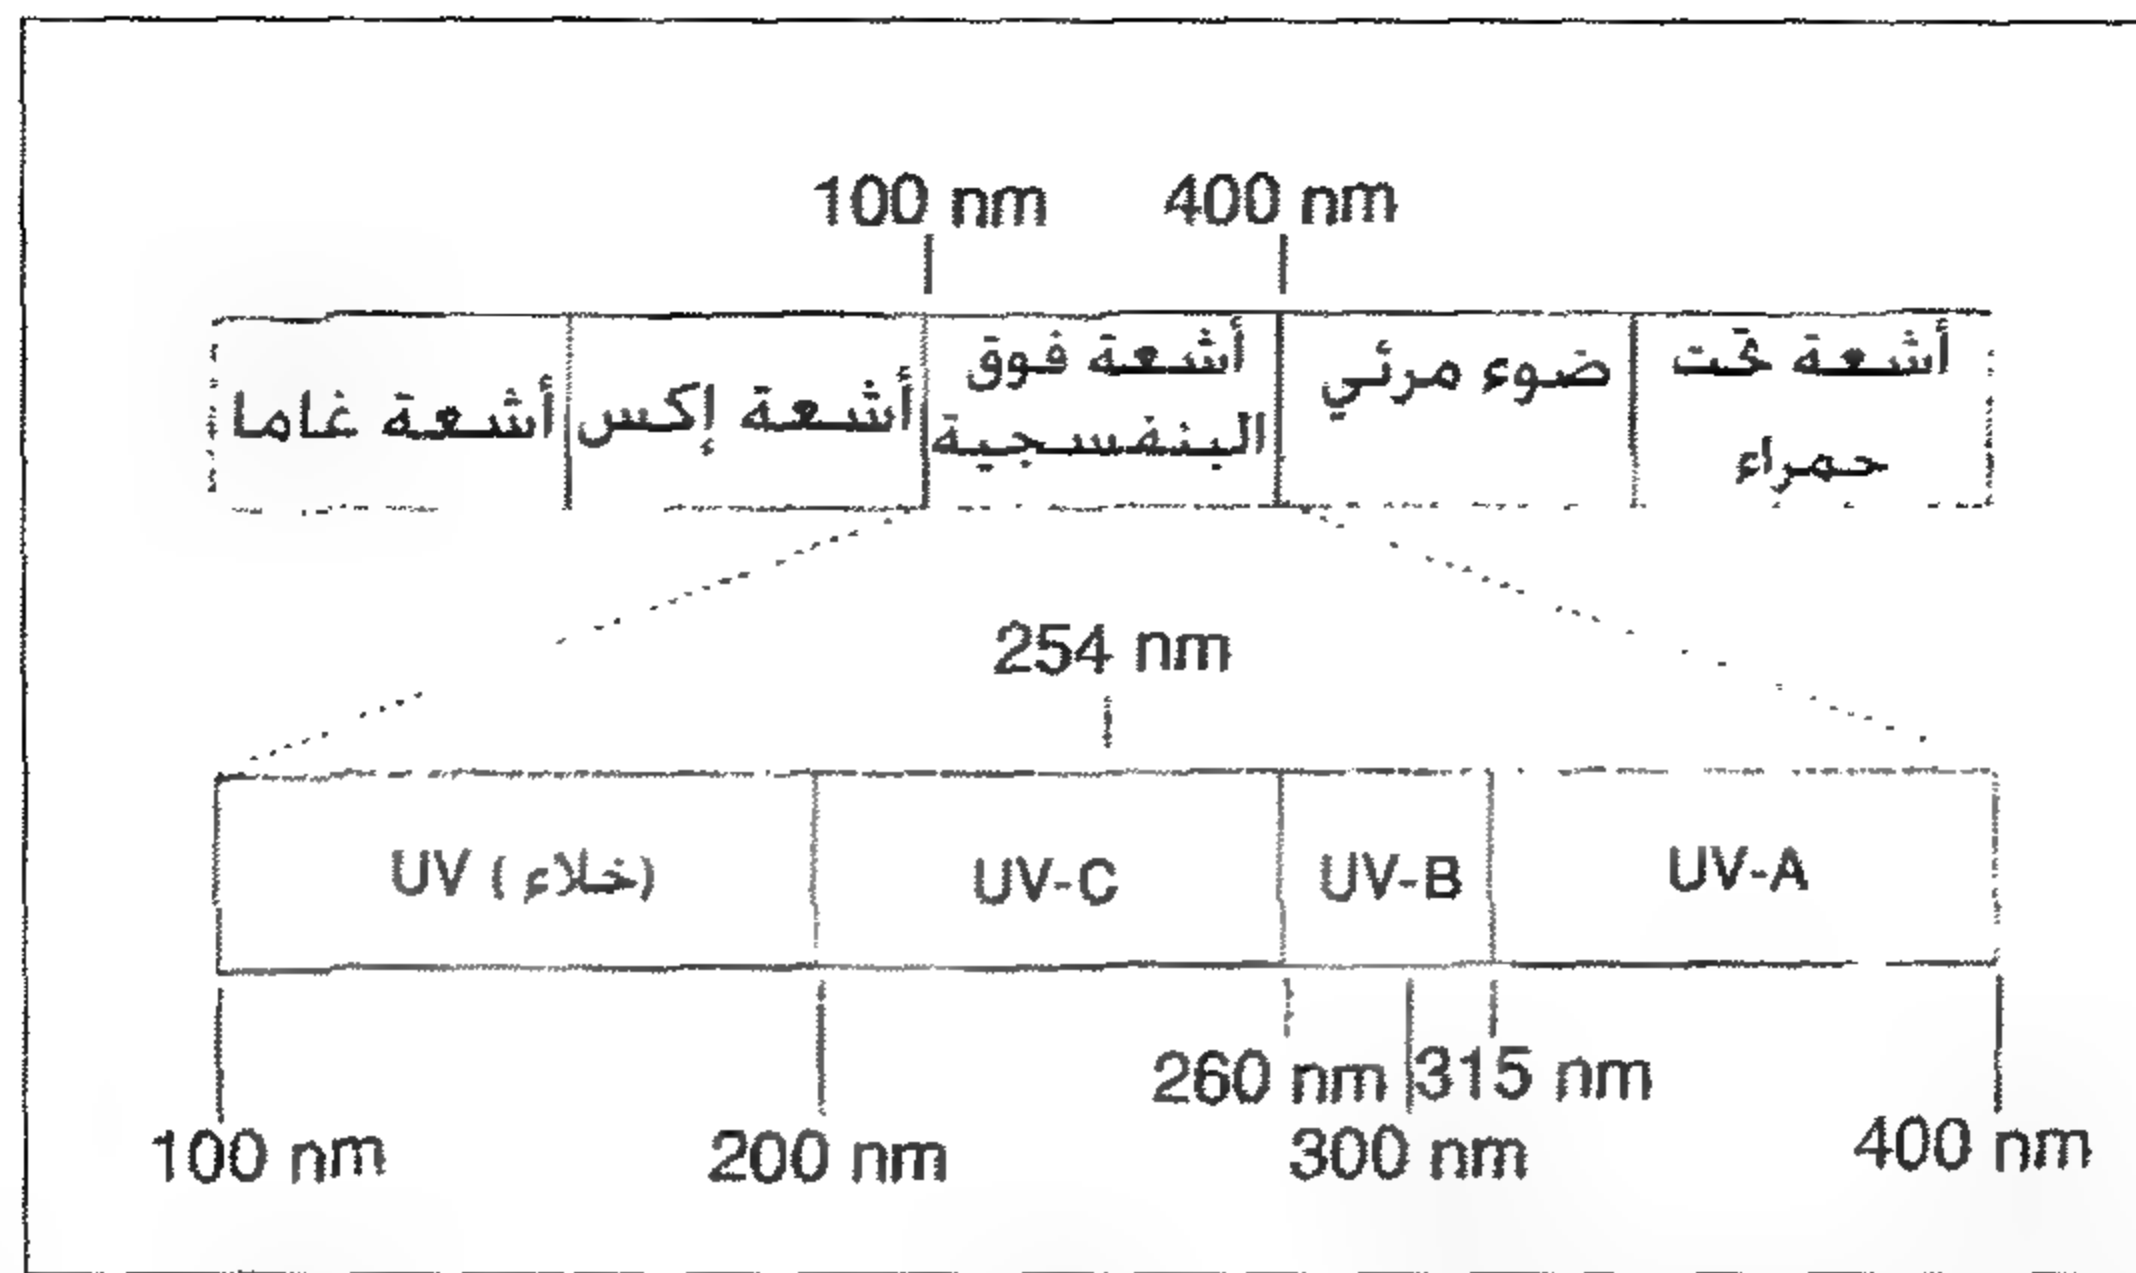 100 nm 400 nm
أشعة غاما
أشعة إكس
أشعة فوق
البنفسجية
ضوء مرئي
أشعة تحت
حمراء
254 nm
UV (خلاء)
UV-C
UV-B
UV-A
260 nm 315 nm
100 nm 200 nm 300 nm 400 nm